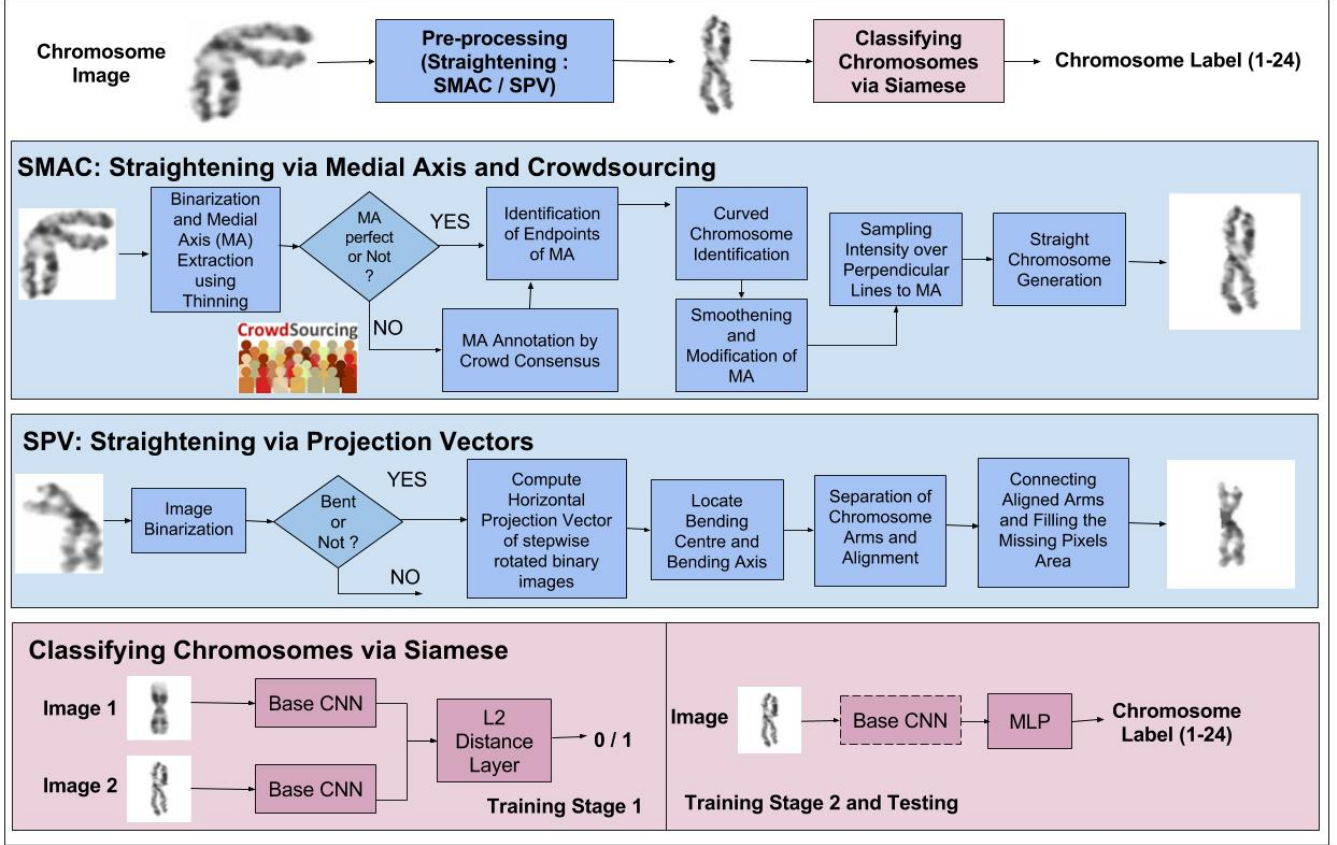 Chromosome
Image
Pre-processing
(Straightening :
SMAC / SPV)
Classifying
Chromosomes
via Siamese
Chromosome Label (1-24)
SMAC: Straightening via Medial Axis and Crowdsourcing
Binarization
and Medial
Axis (MA)
Extraction
using
Thinning
MA
perfect
or Not
?
YES
NO
CrowdSourcing
MA Annotation by
Crowd Consensus
Identification
of Endpoints
of MA
Curved
Chromosome
Identification
Smoothening
and
Modification of
MA
Sampling
Intensity over
Perpendicular
Lines to MA
Straight
Chromosome
Generation
SPV: Straightening via Projection Vectors
Image
Binarization
Bent
or
Not ?
YES
NO
Compute
Horizontal
Projection Vector
of stepwise
rotated binary
images
Locate
Bending
Centre and
Bending Axis
Separation of
Chromosome
Arms and
Alignment
Connecting
Aligned Arms
and Filling the
Missing Pixels
Area
Classifying Chromosomes via Siamese
Image 1
Base CNN
Image 2
Base CNN
L2
Distance
Layer
0 / 1
Training Stage 1
Image
Base CNN
MLP
Chromosome
Label (1-24)
Training Stage 2 and Testing